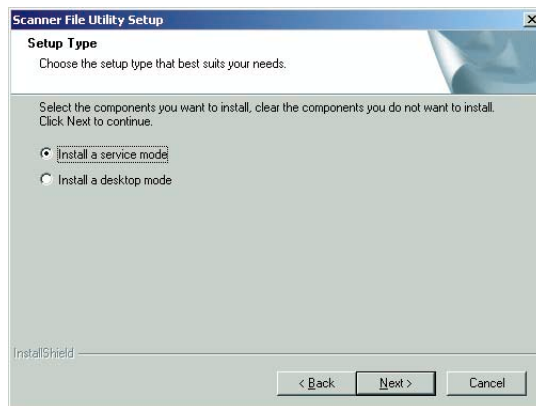 Scanner File Utility Setup
Setup Type
Choose the setup type that best suits your needs.
Select the components you want to install, clear the components you do not want to install.
Click Next to continue.
Install a service mode
Install a desktop mode
InstallShield
< Back
Next >
Cancel